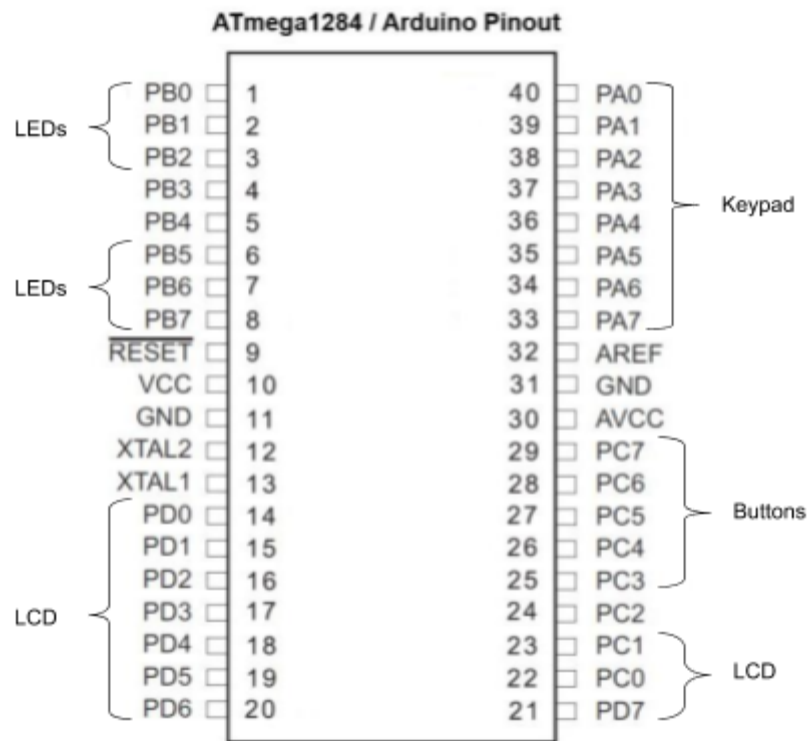 ATmega1284 / Arduino Pinout
PB0 1 40 PA0
LEDs PB1 2 39 PA1
PB2 3 38 PA2
PB3 4 37 PA3
PB4 5 36 PA4 Keypad
PB5 6 35 PA5
LEDs PB6 7 34 PA6
PB7 8 33 PA7
RESET 9 32 AREF
VCC 10 31 GND
GND 11 30 AVCC
XTAL2 12 29 PC7
XTAL1 13 28 PC6
PD0 14 27 PC5 Buttons
PD1 15 26 PC4
PD2 16 25 PC3
LCD PD3 17 24 PC2
PD4 18 23 PC1
PD5 19 22 PC0 LCD
PD6 20 21 PD7